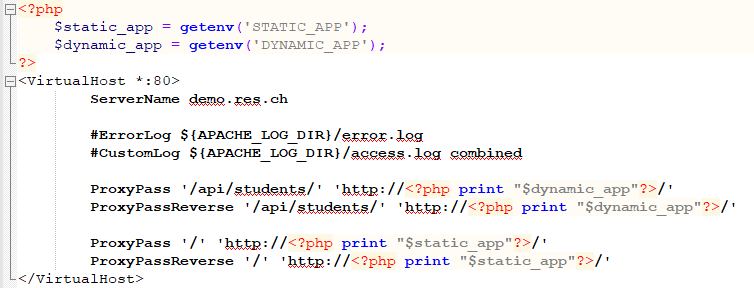 <?php
$static_app = getenv('STATIC_APP');
$dynamic_app = getenv('DYNAMIC_APP');
?>
<VirtualHost *:80>
ServerName demo.res.ch
#ErrorLog ${APACHE_LOG_DIR}/error.log
#CustomLog ${APACHE_LOG_DIR}/access.log combined
ProxyPass '/api/students/' 'http://<?php print "$dynamic_app"?>/'
ProxyPassReverse '/api/students/' 'http://<?php print "$dynamic_app"?>/'
ProxyPass '/' 'http://<?php print "$static_app"?>/'
ProxyPassReverse '/' 'http://<?php print "$static_app"?>/'
</VirtualHost>